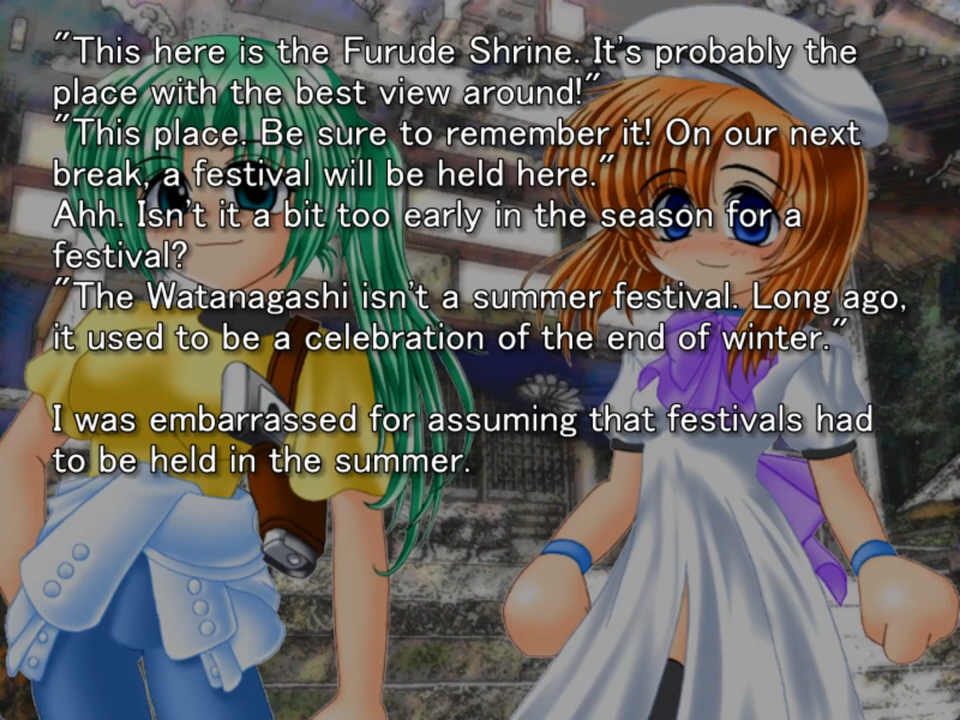 "This here is the Furude Shrine. It's probably the
place with the best view around!"
"This place. Be sure to remember it! On our next
break, a festival will be held here."
Ahh. Isn't it a bit too early in the season for a
festival?
"The Watanagashi isn't a summer festival. Long ago,
it used to be a celebration of the end of winter."
I was embarrassed for assuming that festivals had
to be held in the summer.